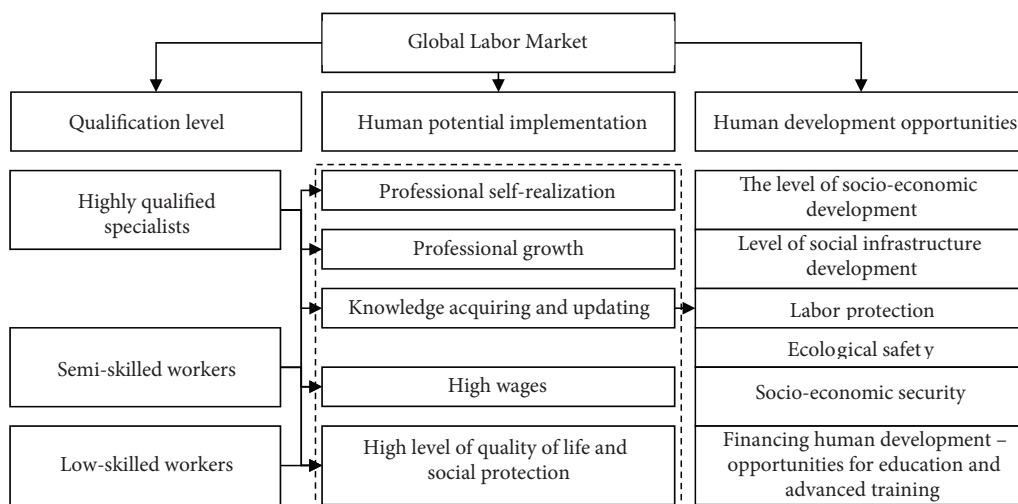 Global Labor Market
Qualification level
Human potential implementation
Human development opportunities
Highly qualified
specialists
Semi-skilled workers
Low-skilled workers
Professional self-realization
Professional growth
Knowledge acquiring and updating
High wages
High level of quality of life and
social protection
The level of socio-economic
development
Level of social infrastructure
development
Labor protection
Ecological safety
Socio-economic security
Financing human development –
opportunities for education and
advanced training